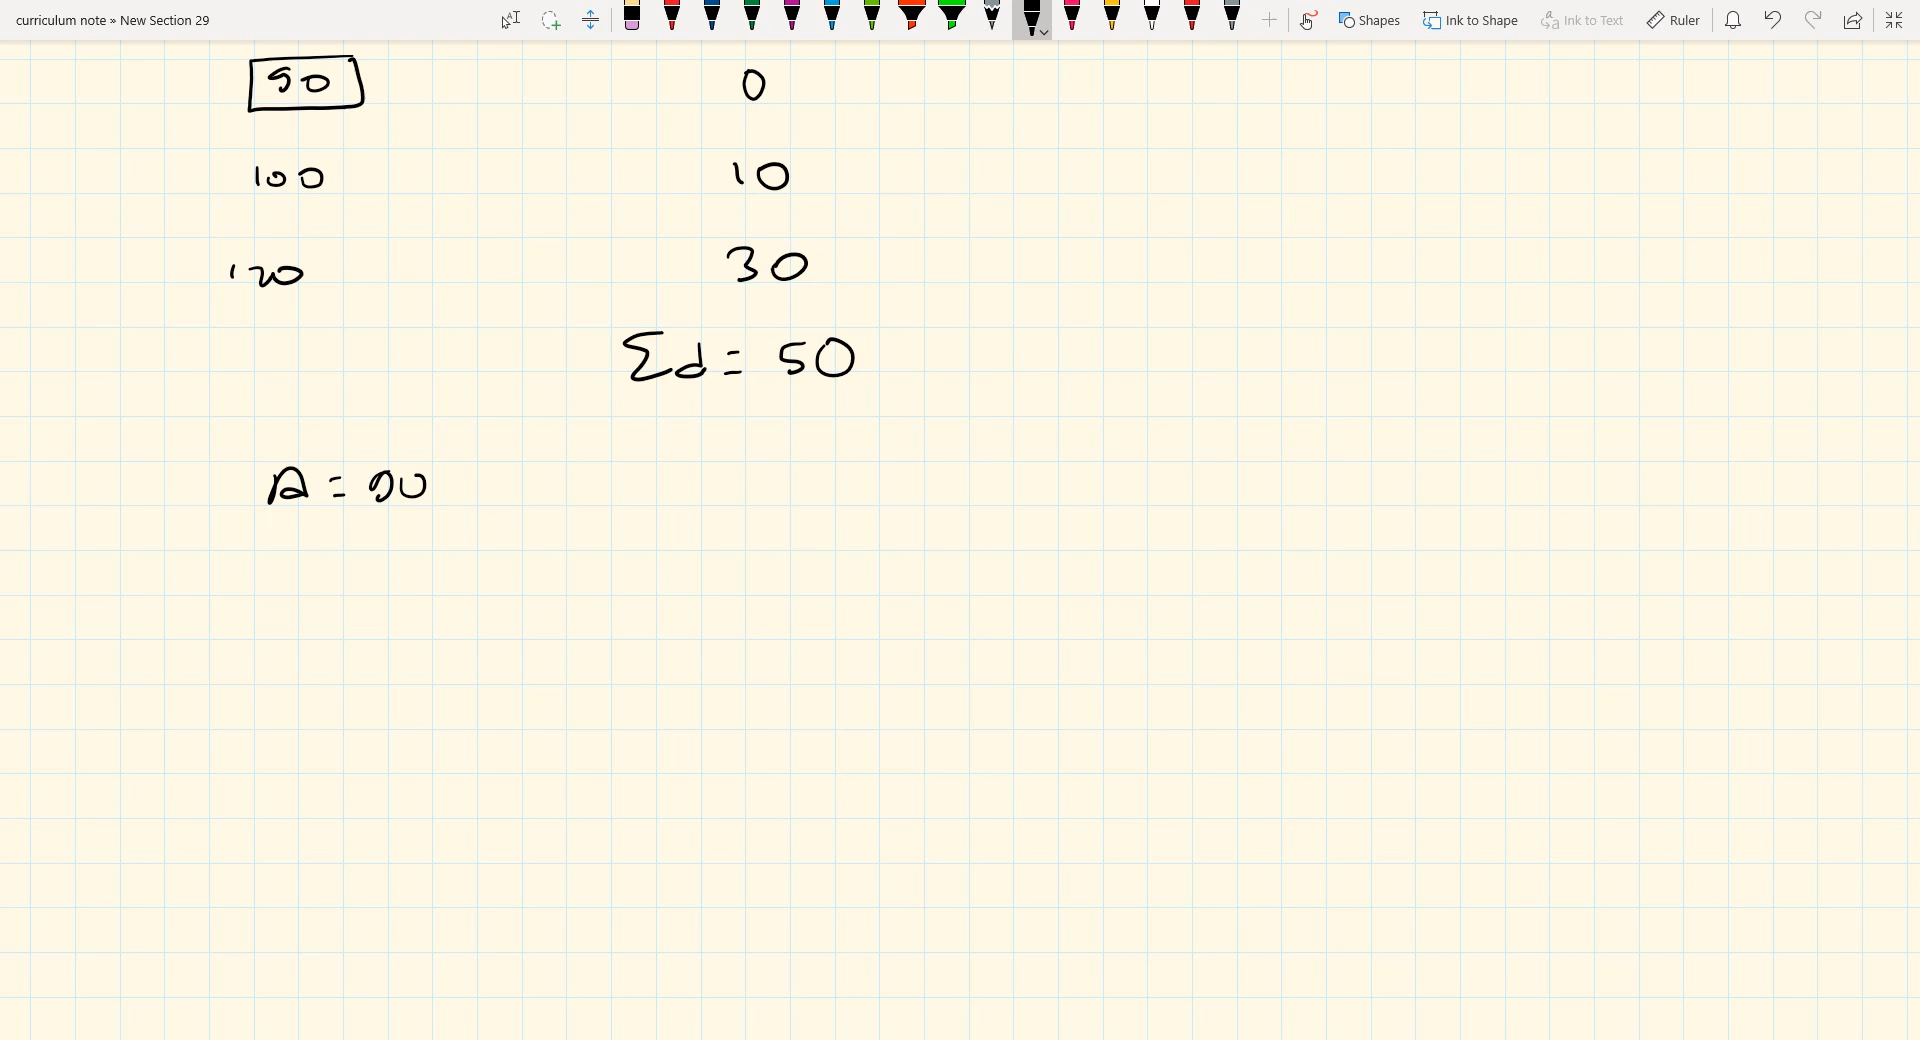 curriculum note » New Section 29
Shapes Ink to Shape Ink to Text Ruler
90 0
100 10
120 30
Σd = 50
A = 90